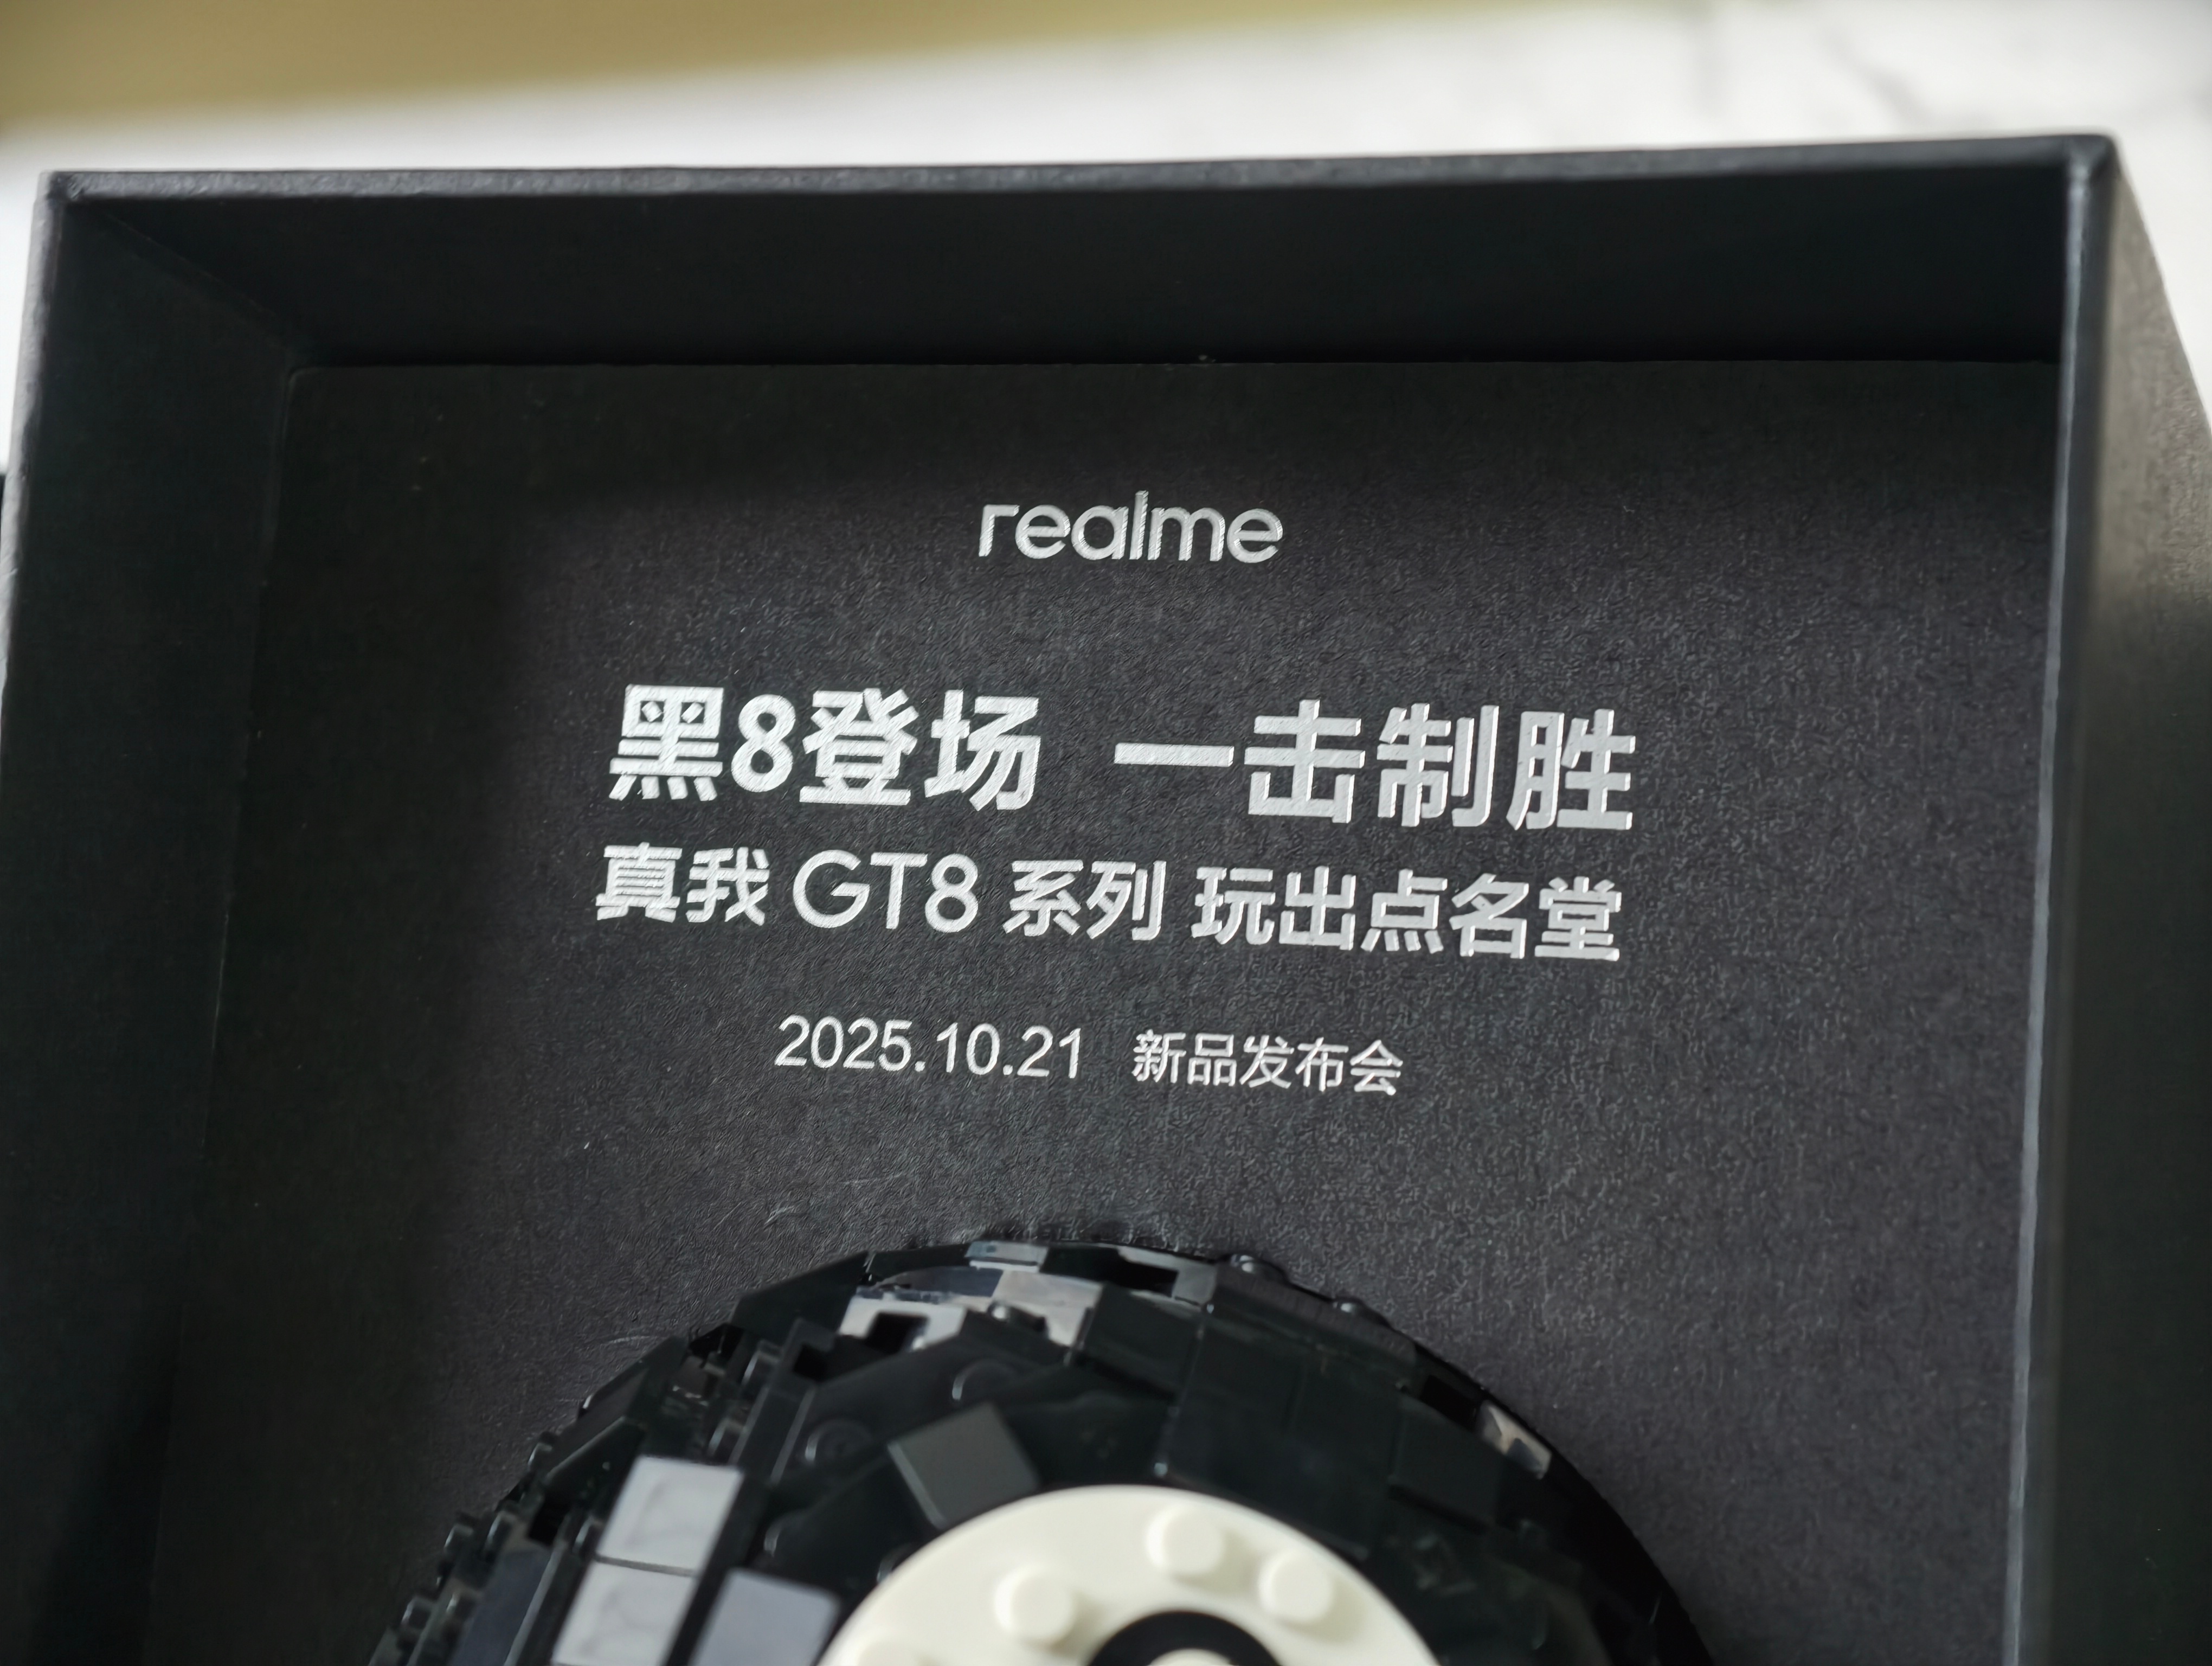 realme
黑8登场 一击制胜
真我 GT8 系列 玩出点名堂
2025.10.21 新品发布会